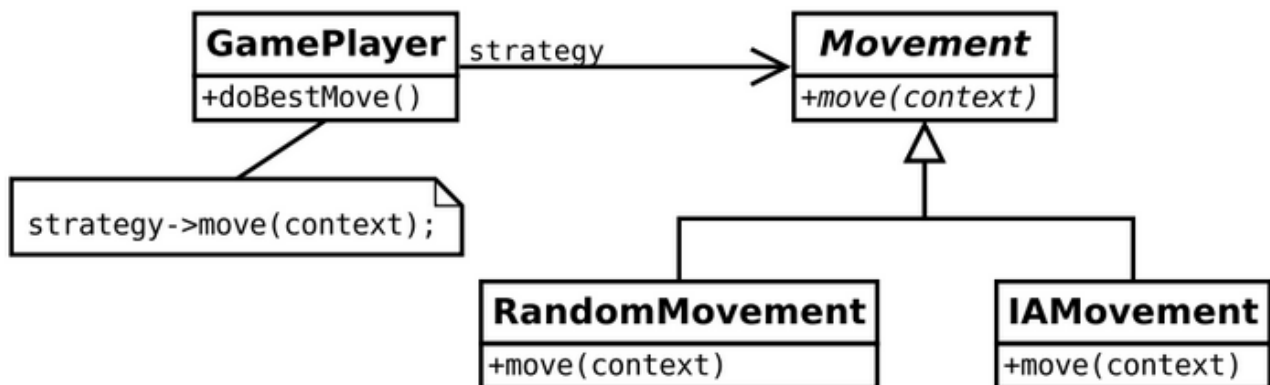 GamePlayer
+doBestMove()
strategy
Movement
+move(context)
strategy->move(context);
RandomMovement
+move(context)
IAMovement
+move(context)